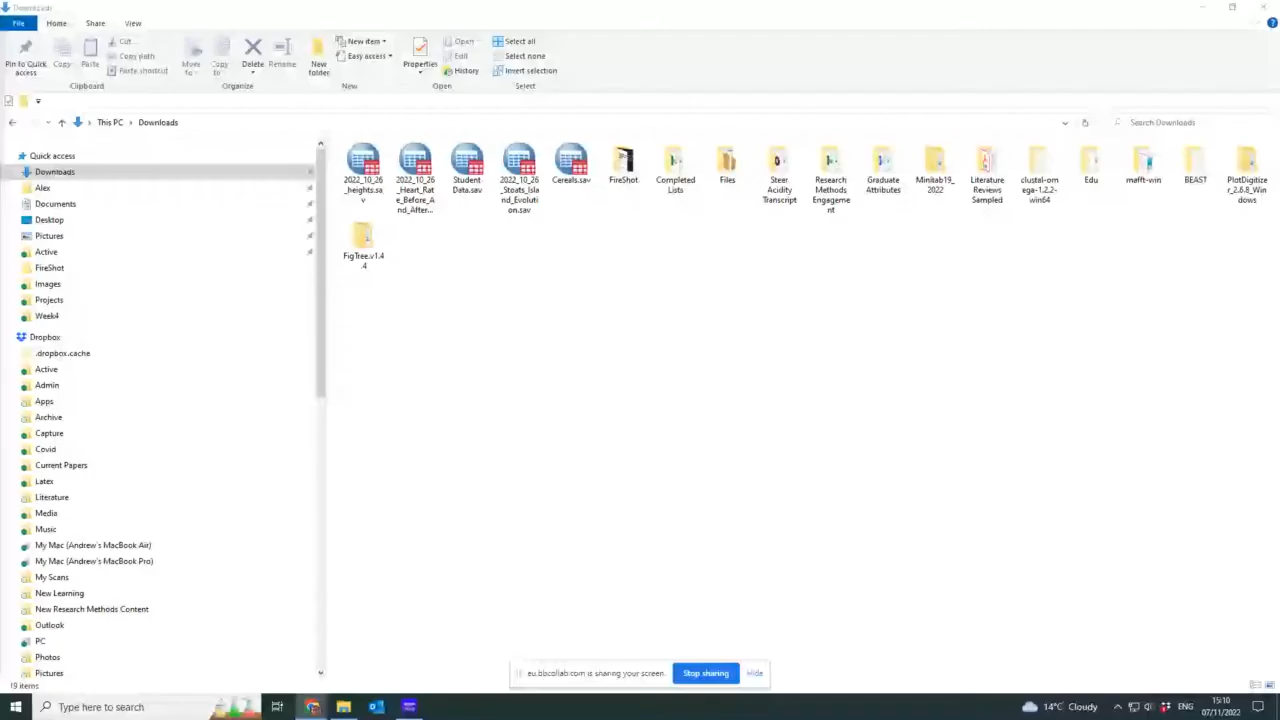 Downloads
File Home Share View
Pin to Quick access
Copy
Paste
Cut
Copy path
Paste shortcut
Clipboard
Move to
Copy to
Delete
Rename
Organize
New folder
New item
Easy access
New
Properties
Open
Edit
History
Open
Select all
Select none
Invert selection
Select
This PC › Downloads
Search Downloads
Quick access
Downloads
Alex
Documents
Desktop
Pictures
Active
FireShot
Images
Projects
Week4
Dropbox
.dropbox.cache
Active
Admin
Apps
Archive
Capture
Covid
Current Papers
Latex
Literature
Media
Music
My Mac (Andrew's MacBook Air)
My Mac (Andrew's MacBook Pro)
My Scans
New Learning
New Research Methods Content
Outlook
PC
Photos
Pictures
19 items
2022_10_26
_heights.sa
v
2022_10_26
_Heart_Rat
e_Before_A
nd_After...
Student
Data.sav
2022_10_26
_Stoats_Isla
nd_Evoluti
on.sav
Cereals.sav
FireShot
Completed
Lists
Files
Steer
Acidity
Transcript
Research
Methods
Engageme
nt
Graduate
Attributes
Minitab19_
2022
Literature
Reviews
Sampled
clustal-om
ega-1.2.2-
win64
Edu
mafft-win
BEAST
PlotDigitize
r_2.6.8_Win
dows
FigTree.v1.4
.4
eu.bbcollab.com is sharing your screen.
Stop sharing
Hide
Type here to search
14°C Cloudy
ENG
15:10
07/11/2022